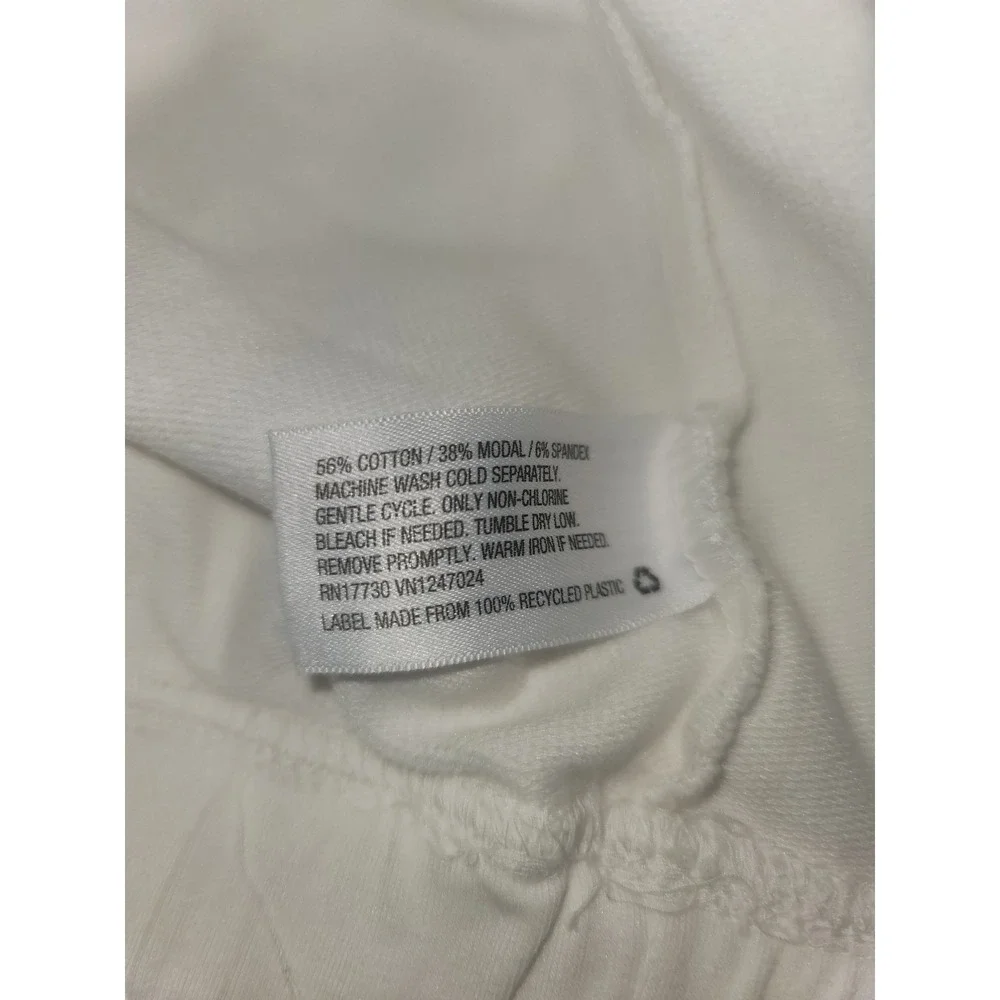 56% COTTON / 38% MODAL / 6% SPANDEX
MACHINE WASH COLD SEPARATELY.
GENTLE CYCLE. ONLY NON-CHLORINE
BLEACH IF NEEDED. TUMBLE DRY LOW.
REMOVE PROMPTLY. WARM IRON IF NEEDED.
RN17730 VN1247024
LABEL MADE FROM 100% RECYCLED PLASTIC